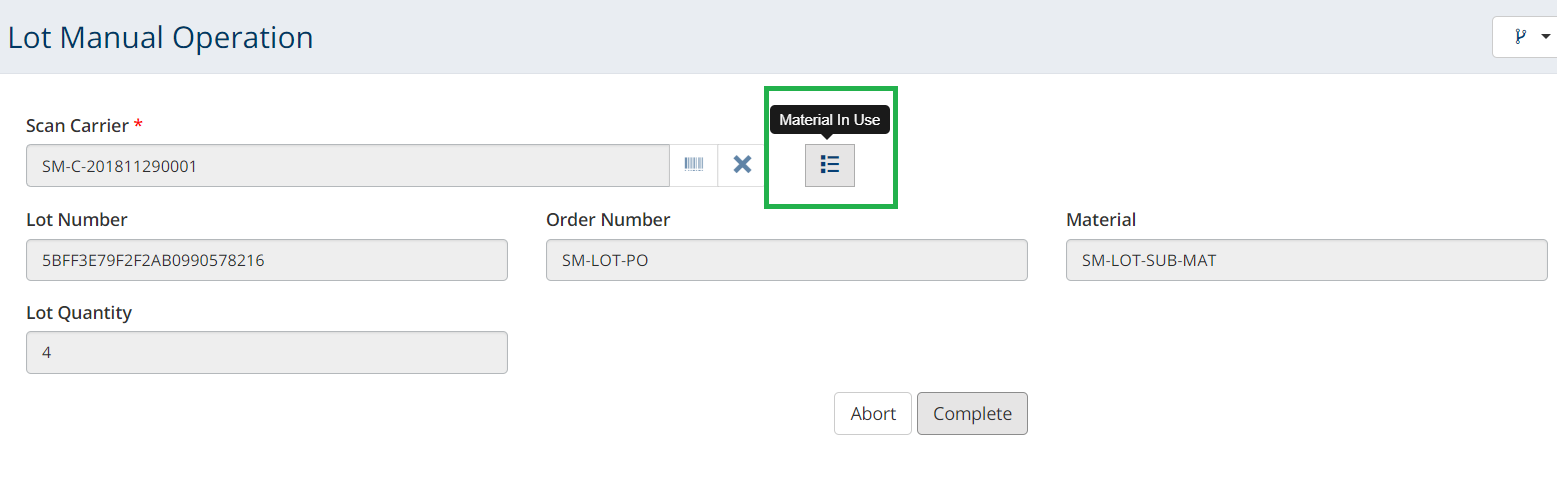 Lot Manual Operation
Scan Carrier *
Material In Use
SM-C-201811290001
Lot Number
Order Number
Material
5BFF3E79F2F2AB0990578216
SM-LOT-PO
SM-LOT-SUB-MAT
Lot Quantity
4
Abort
Complete